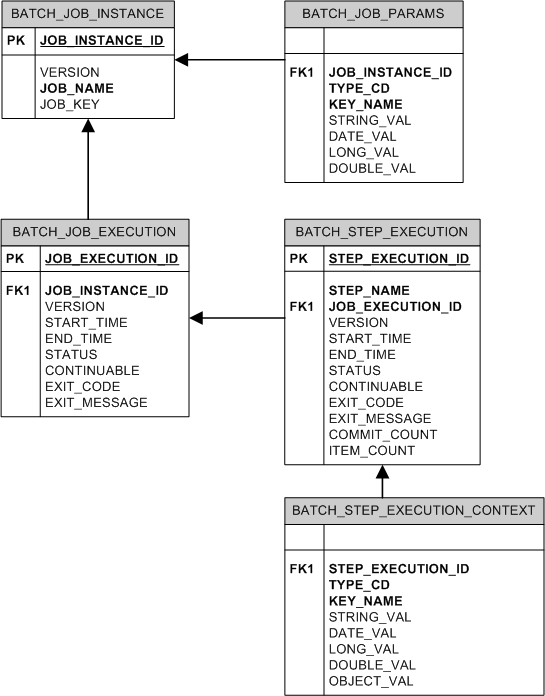 BATCH_JOB_INSTANCE
PK JOB_INSTANCE_ID
VERSION
JOB_NAME
JOB_KEY
BATCH_JOB_PARAMS
FK1 JOB_INSTANCE_ID
TYPE_CD
KEY_NAME
STRING_VAL
DATE_VAL
LONG_VAL
DOUBLE_VAL
BATCH_JOB_EXECUTION
PK JOB_EXECUTION_ID
FK1 JOB_INSTANCE_ID
VERSION
START_TIME
END_TIME
STATUS
CONTINUABLE
EXIT_CODE
EXIT_MESSAGE
BATCH_STEP_EXECUTION
PK STEP_EXECUTION_ID
STEP_NAME
FK1 JOB_EXECUTION_ID
VERSION
START_TIME
END_TIME
STATUS
CONTINUABLE
EXIT_CODE
EXIT_MESSAGE
COMMIT_COUNT
ITEM_COUNT
BATCH_STEP_EXECUTION_CONTEXT
FK1 STEP_EXECUTION_ID
TYPE_CD
KEY_NAME
STRING_VAL
DATE_VAL
LONG_VAL
DOUBLE_VAL
OBJECT_VAL